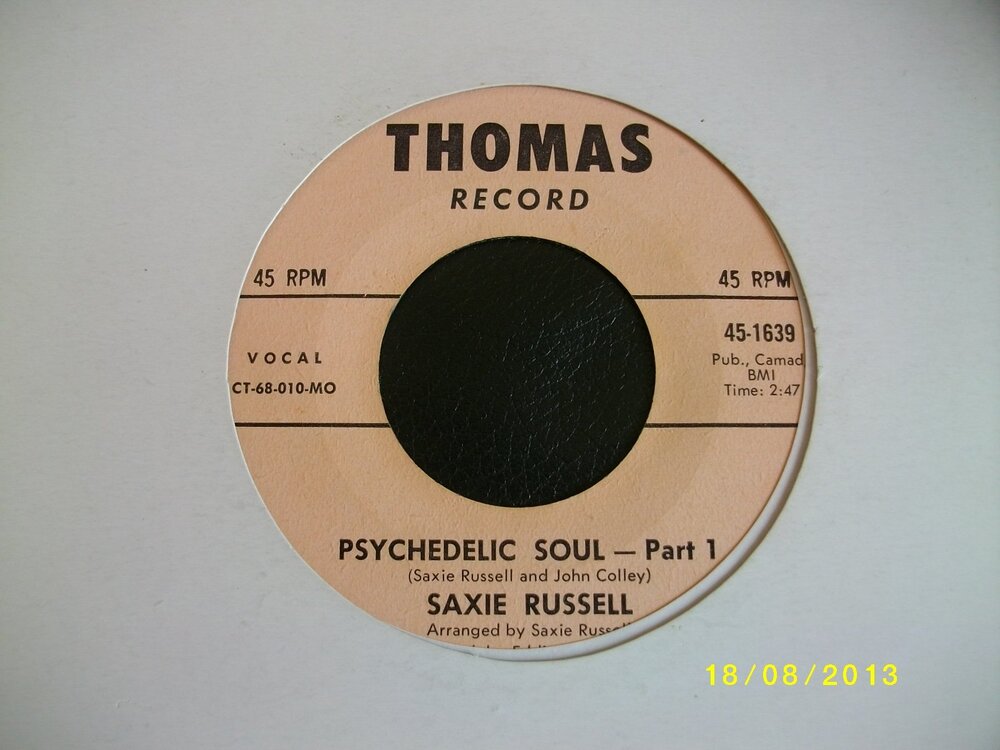 THOMAS
RECORD
45 RPM
45 RPM
VOCAL
CT-68-010-MO
45-1639
Pub., Camad
BMI
Time: 2:47
PSYCHEDELIC SOUL — Part 1
(Saxie Russell and John Colley)
SAXIE RUSSELL
Arranged by Saxie
18/08/2013